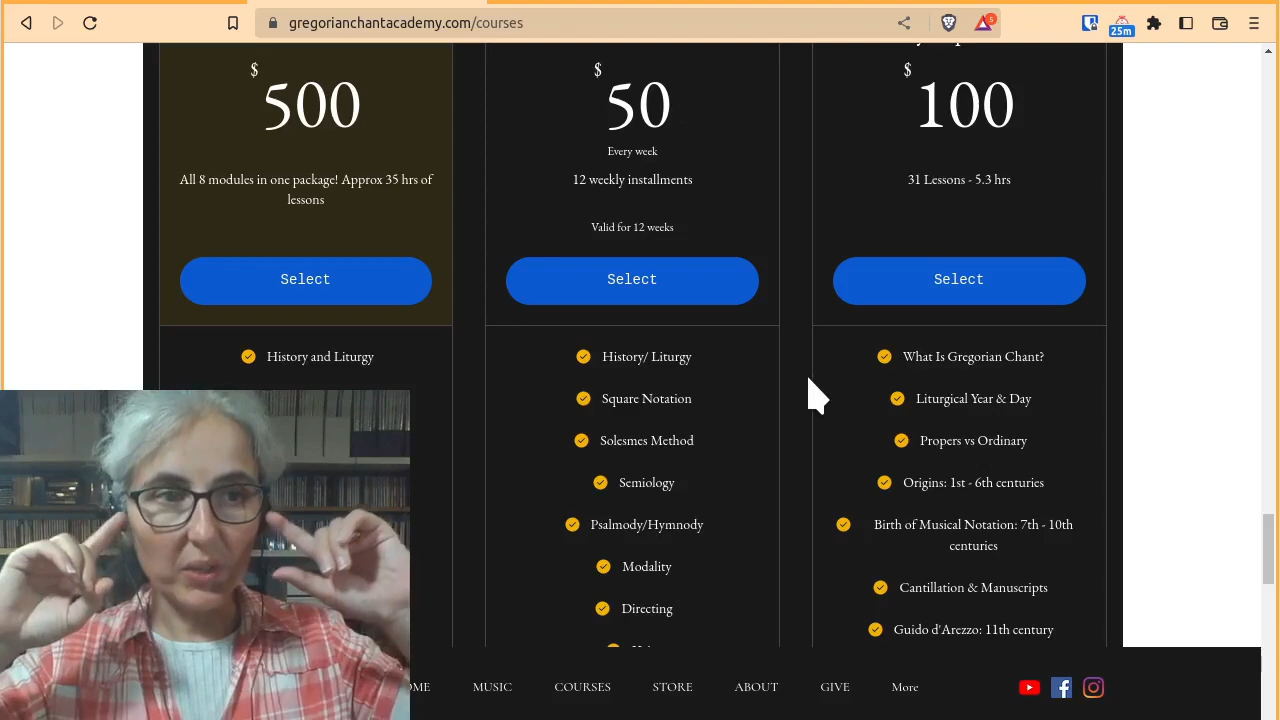 gregorianchantacademy.com/courses
5
25m
$
500
All 8 modules in one package! Approx 35 hrs of
lessons
Select
History and Liturgy
$
50
Every week
12 weekly installments
Valid for 12 weeks
Select
History/ Liturgy
Square Notation
Solesmes Method
Semiology
Psalmody/Hymnody
Modality
Directing
$
100
31 Lessons - 5.3 hrs
Select
What Is Gregorian Chant?
Liturgical Year & Day
Propers vs Ordinary
Origins: 1st - 6th centuries
Birth of Musical Notation: 7th - 10th
centuries
Cantillation & Manuscripts
Guido d'Arezzo: 11th century
OME MUSIC COURSES STORE ABOUT GIVE More